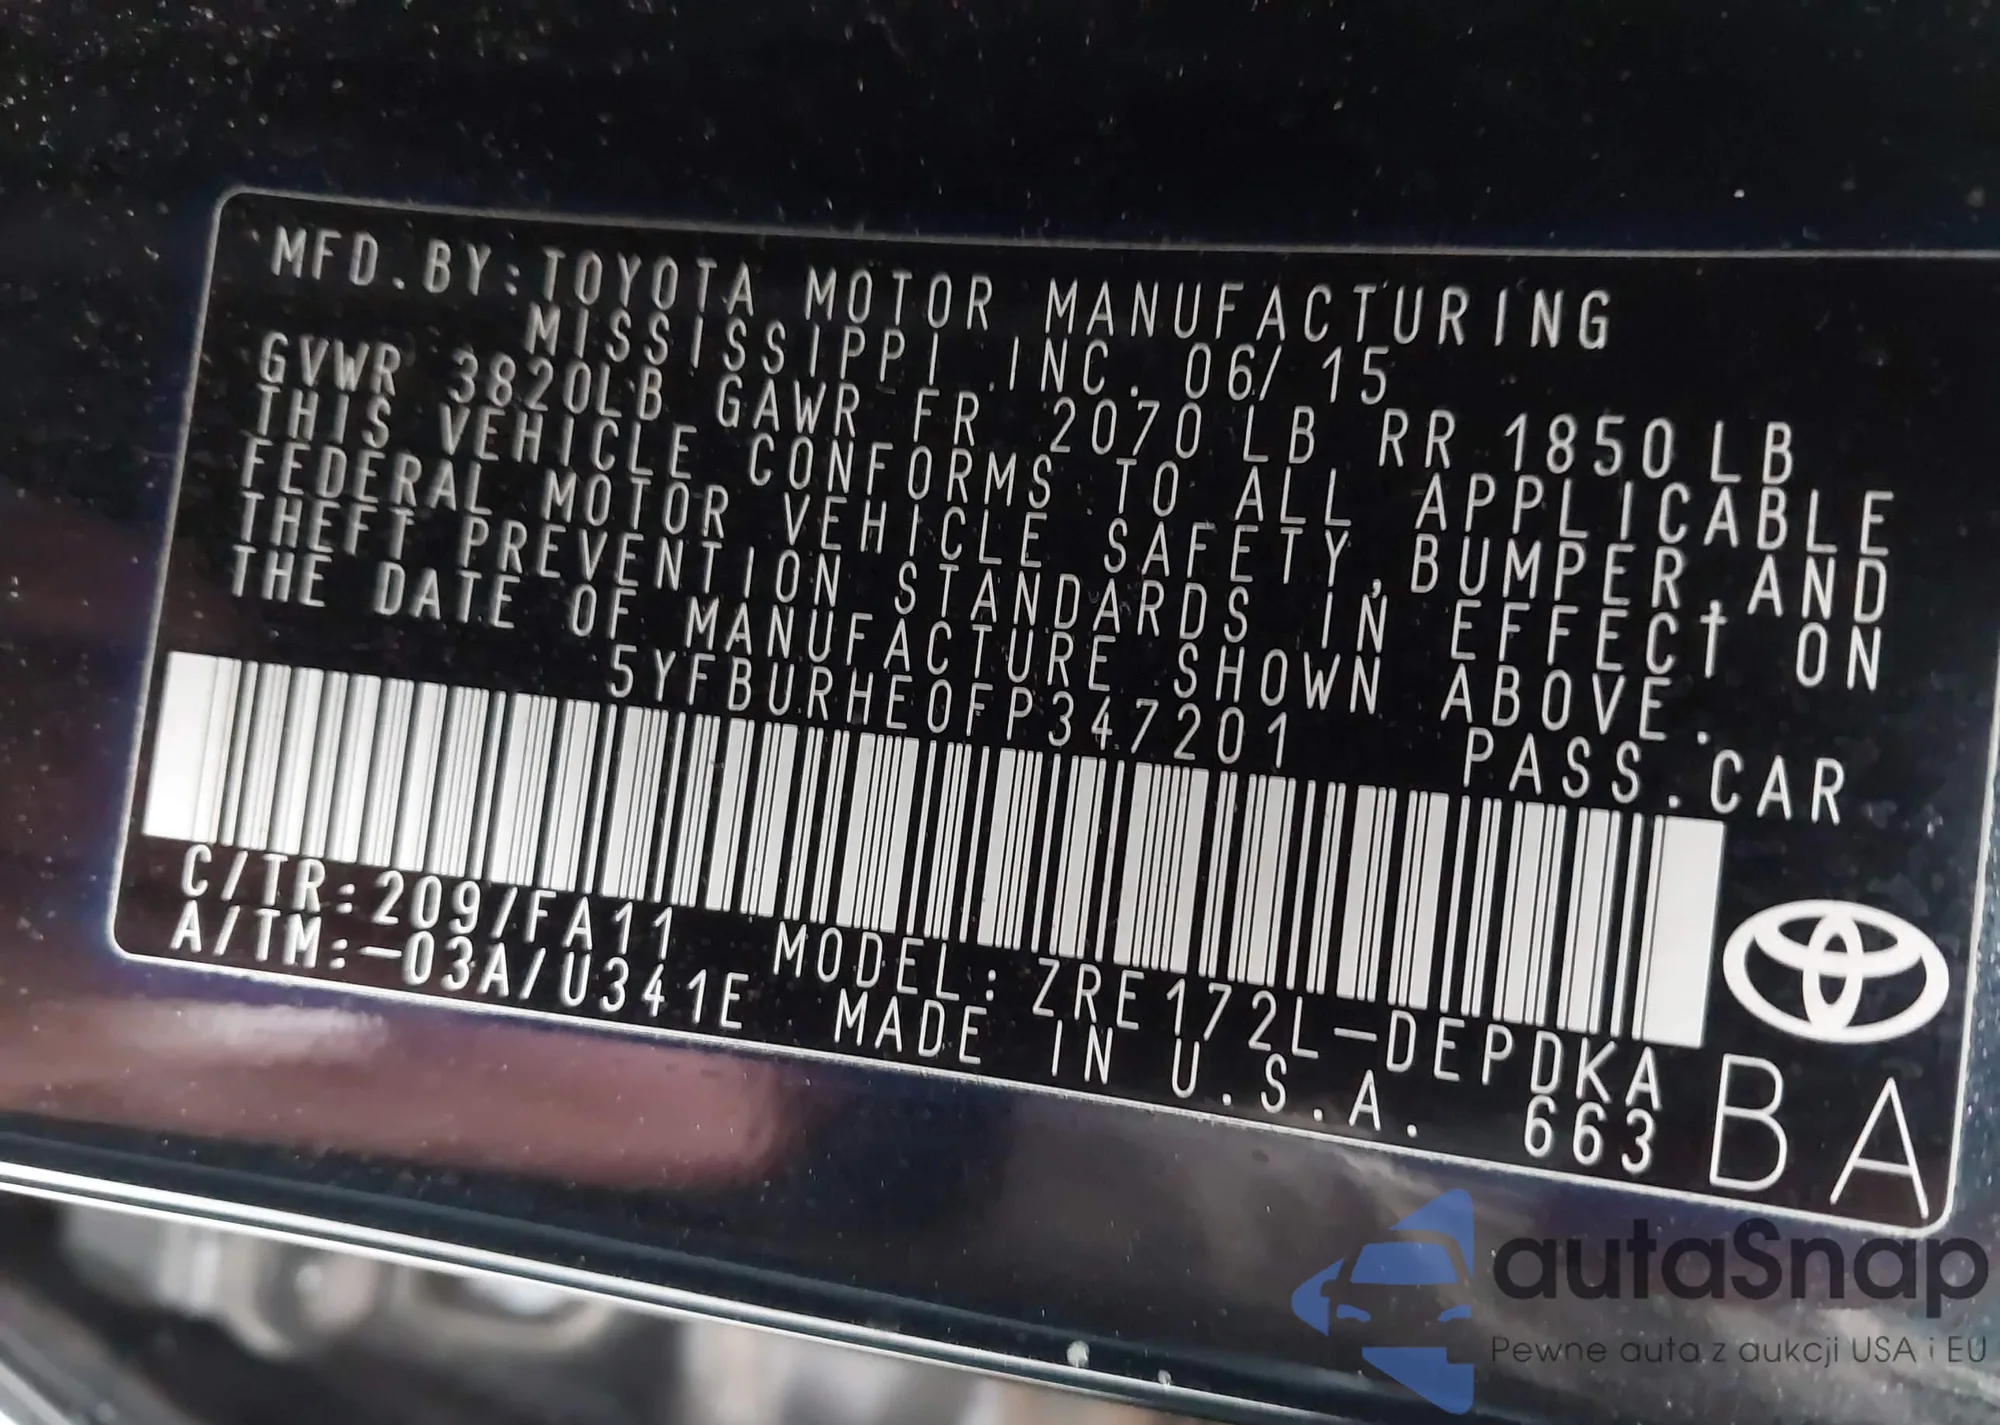 MFD.BY:TOYOTA MOTOR MANUFACTURING
MISSISSIPPI INC. 06/15
GVWR 3820LB GAWR FR 2070 LB RR 1850LB
THIS VEHICLE CONFORMS TO ALL APPLICABLE
FEDERAL MOTOR VEHICLE SAFETY,BUMPER,AND
THEFT PREVENTION STANDARDS IN EFFECT ON
THE DATE OF MANUFACTURE SHOWN ABOVE.
5YFBURHE0FP347201 PASS.CAR
C/TR:209/FA11 MODEL:ZRE172L-DEPDKA
A/TM:-03A/U341E MADE IN U.S.A. 663
BA
autaSnap
Pewne auta z aukcji USA i EU